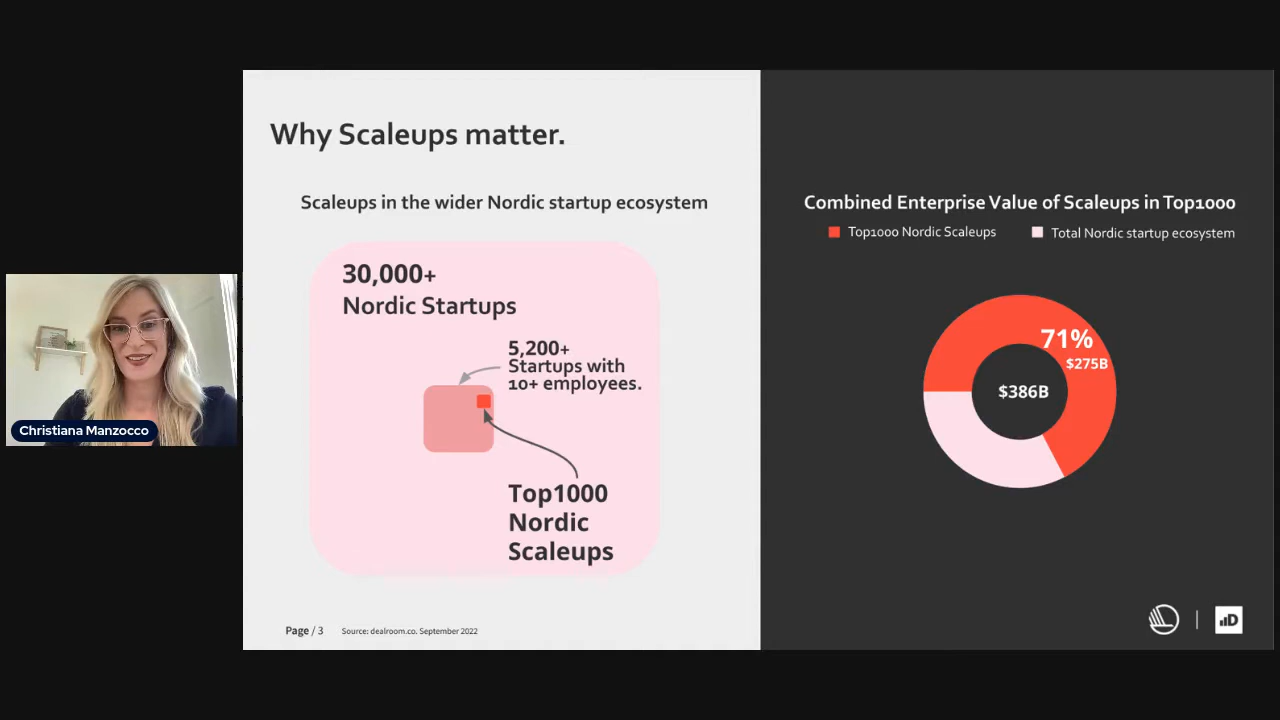 Why Scaleups matter.
Scaleups in the wider Nordic startup ecosystem
30,000+
Nordic Startups
5,200+
Startups with
10+ employees.
Top1000
Nordic
Scaleups
Page / 3 Source: dealroom.co. September 2022
Combined Enterprise Value of Scaleups in Top1000
Top1000 Nordic Scaleups Total Nordic startup ecosystem
71%
$275B
$386B
D
Christiana Manzocco